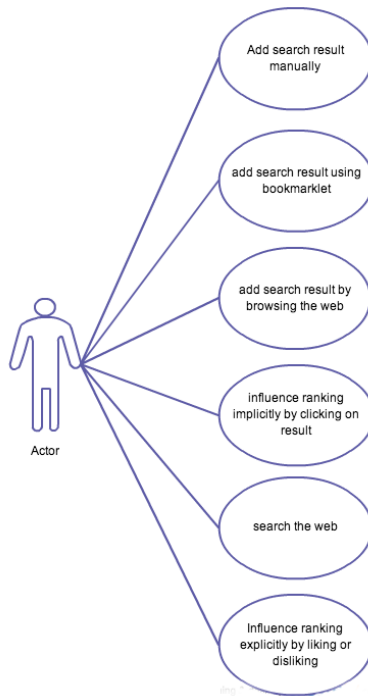 Add search result
manually
add search result using
bookmarklet
add search result by
browsing the web
influence ranking
implicitly by clicking on
result
Actor
search the web
Influence ranking
explicitly by liking or
disliking